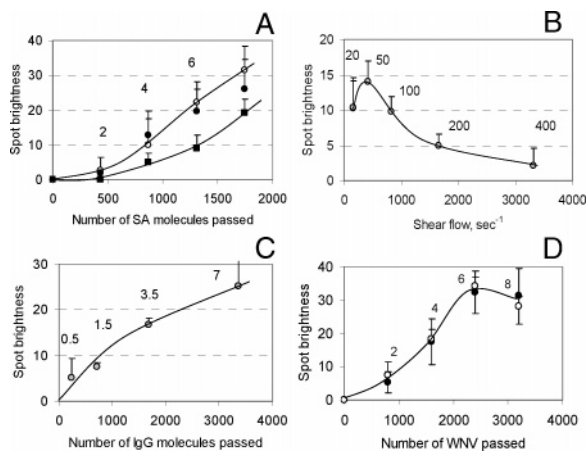 A
40
30
20
10
0
2
4
6
0 500 1000 1500 2000
Spot brightness
Number of SA molecules passed
B
20
15
10
5
0
20
50
100
200
400
0 1000 2000 3000 4000
Spot brightness
Shear flow, sec-1
C
30
20
10
0
0.5
1.5
3.5
7
0 1000 2000 3000 4000
Spot brightness
Number of IgG molecules passed
D
40
30
20
10
0
2
4
6
8
0 1000 2000 3000 4000
Spot brightness
Number of WNV passed